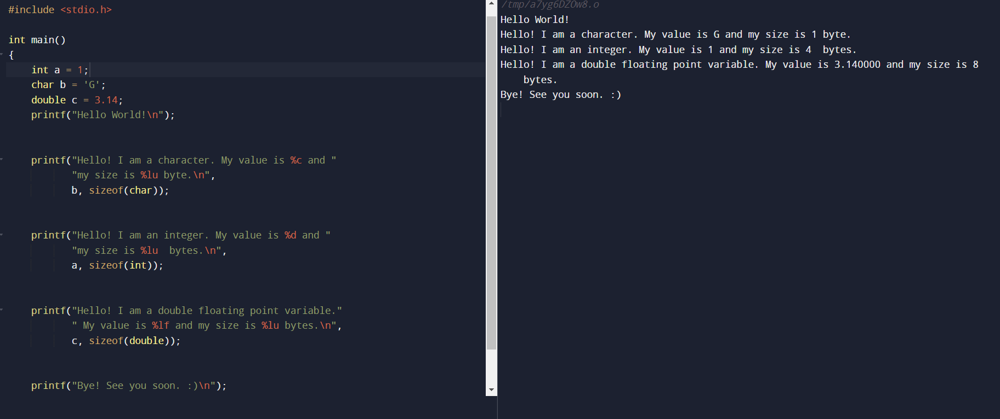 #include <stdio.h>
int main()
{
    int a = 1;
    char b = 'G';
    double c = 3.14;
    printf("Hello World!\n");
    printf("Hello! I am a character. My value is %c and "
           "my size is %lu byte.\n",
           b, sizeof(char));
    printf("Hello! I am an integer. My value is %d and "
           "my size is %lu  bytes.\n",
           a, sizeof(int));
    printf("Hello! I am a double floating point variable."
           " My value is %lf and my size is %lu bytes.\n",
           c, sizeof(double));
    printf("Bye! See you soon. :)\n");
/tmp/a7yg6DZOw8.o
Hello World!
Hello! I am a character. My value is G and my size is 1 byte.
Hello! I am an integer. My value is 1 and my size is 4  bytes.
Hello! I am a double floating point variable. My value is 3.140000 and my size is 8
    bytes.
Bye! See you soon. :)